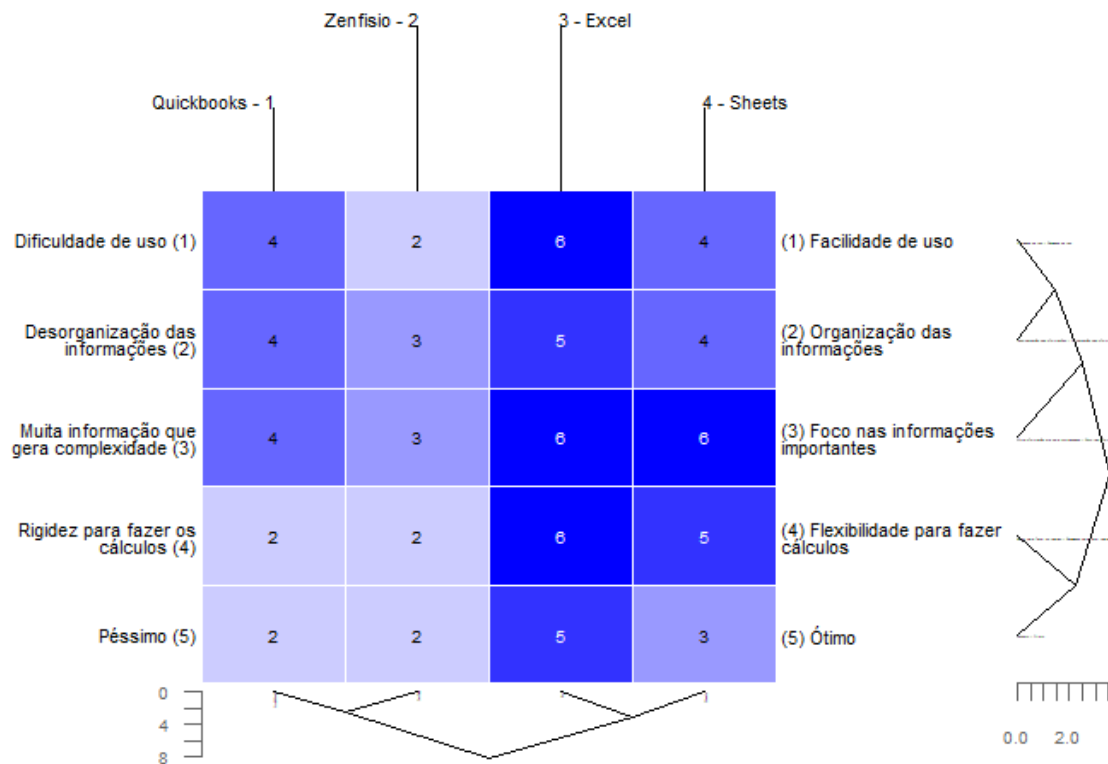 Zenfisio - 2
3 - Excel
Quickbooks - 1
4 - Sheets
Dificuldade de uso (1)
4
2
6
4
(1) Facilidade de uso
Desorganização das
informações (2)
4
3
5
4
(2) Organização das
informações
Muita informação que
gera complexidade (3)
4
3
6
6
(3) Foco nas informações
importantes
Rigidez para fazer os
cálculos (4)
2
2
6
5
(4) Flexibilidade para fazer
cálculos
Péssimo (5)
2
2
5
3
(5) Ótimo
0
4
8
0.0
2.0